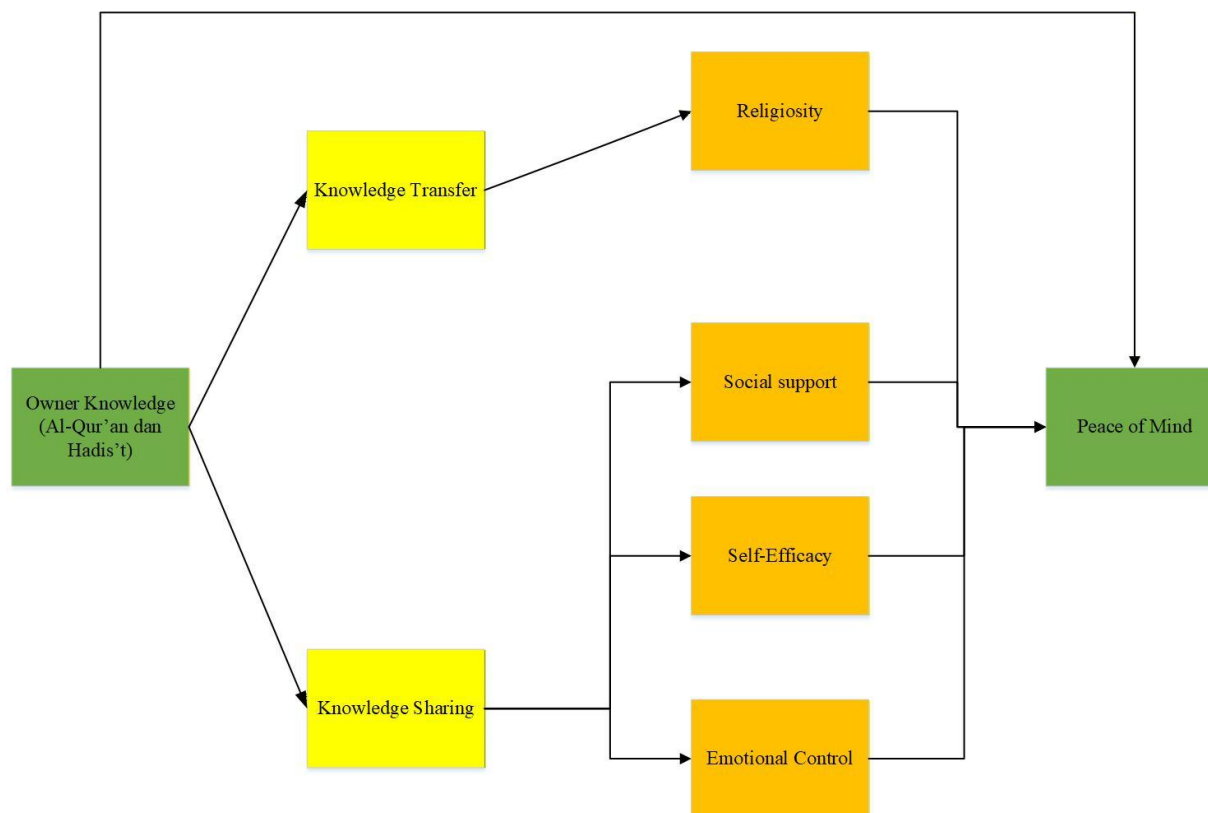 Religiosity
Knowledge Transfer
Owner Knowledge
(Al-Qur’an dan
Hadis’t)
Social support
Peace of Mind
Self-Efficacy
Knowledge Sharing
Emotional Control